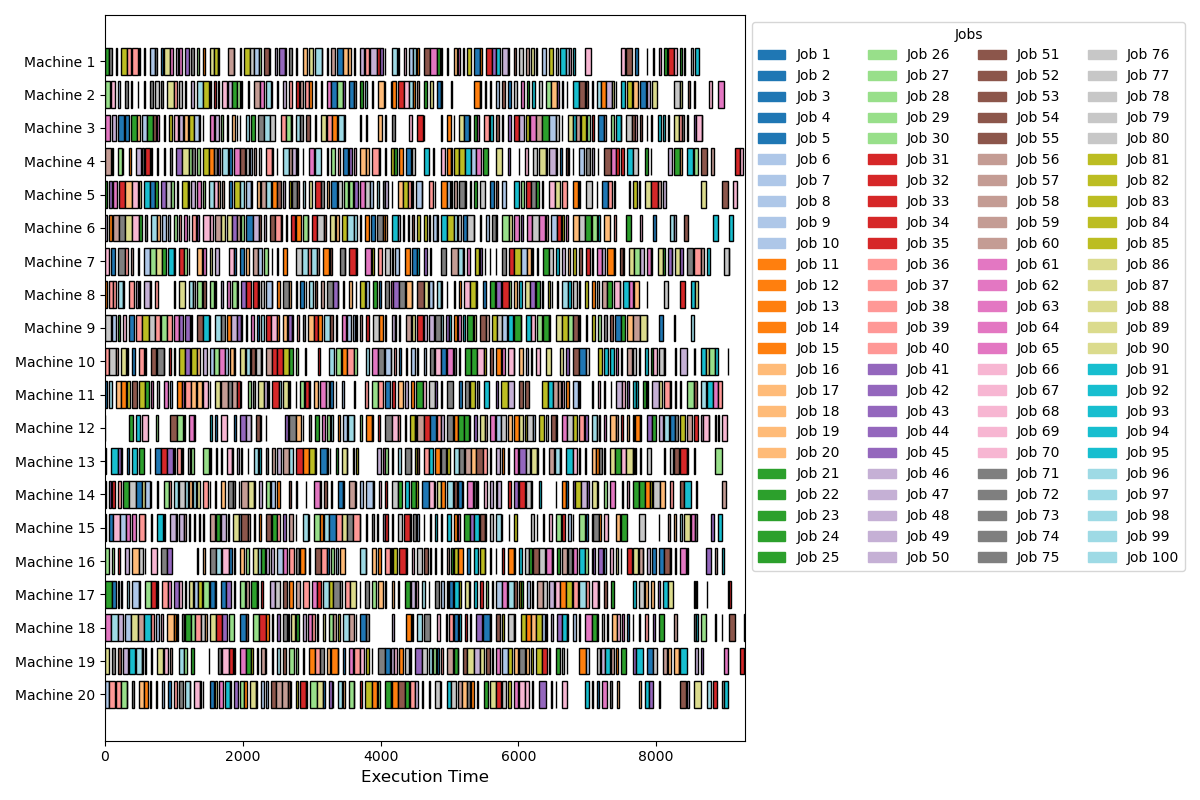 Machine 1
Machine 2
Machine 3
Machine 4
Machine 5
Machine 6
Machine 7
Machine 8
Machine 9
Machine 10
Machine 11
Machine 12
Machine 13
Machine 14
Machine 15
Machine 16
Machine 17
Machine 18
Machine 19
Machine 20
0 2000 4000 6000 8000
Execution Time
Jobs
Job 1 Job 26 Job 51 Job 76
Job 2 Job 27 Job 52 Job 77
Job 3 Job 28 Job 53 Job 78
Job 4 Job 29 Job 54 Job 79
Job 5 Job 30 Job 55 Job 80
Job 6 Job 31 Job 56 Job 81
Job 7 Job 32 Job 57 Job 82
Job 8 Job 33 Job 58 Job 83
Job 9 Job 34 Job 59 Job 84
Job 10 Job 35 Job 60 Job 85
Job 11 Job 36 Job 61 Job 86
Job 12 Job 37 Job 62 Job 87
Job 13 Job 38 Job 63 Job 88
Job 14 Job 39 Job 64 Job 89
Job 15 Job 40 Job 65 Job 90
Job 16 Job 41 Job 66 Job 91
Job 17 Job 42 Job 67 Job 92
Job 18 Job 43 Job 68 Job 93
Job 19 Job 44 Job 69 Job 94
Job 20 Job 45 Job 70 Job 95
Job 21 Job 46 Job 71 Job 96
Job 22 Job 47 Job 72 Job 97
Job 23 Job 48 Job 73 Job 98
Job 24 Job 49 Job 74 Job 99
Job 25 Job 50 Job 75 Job 100